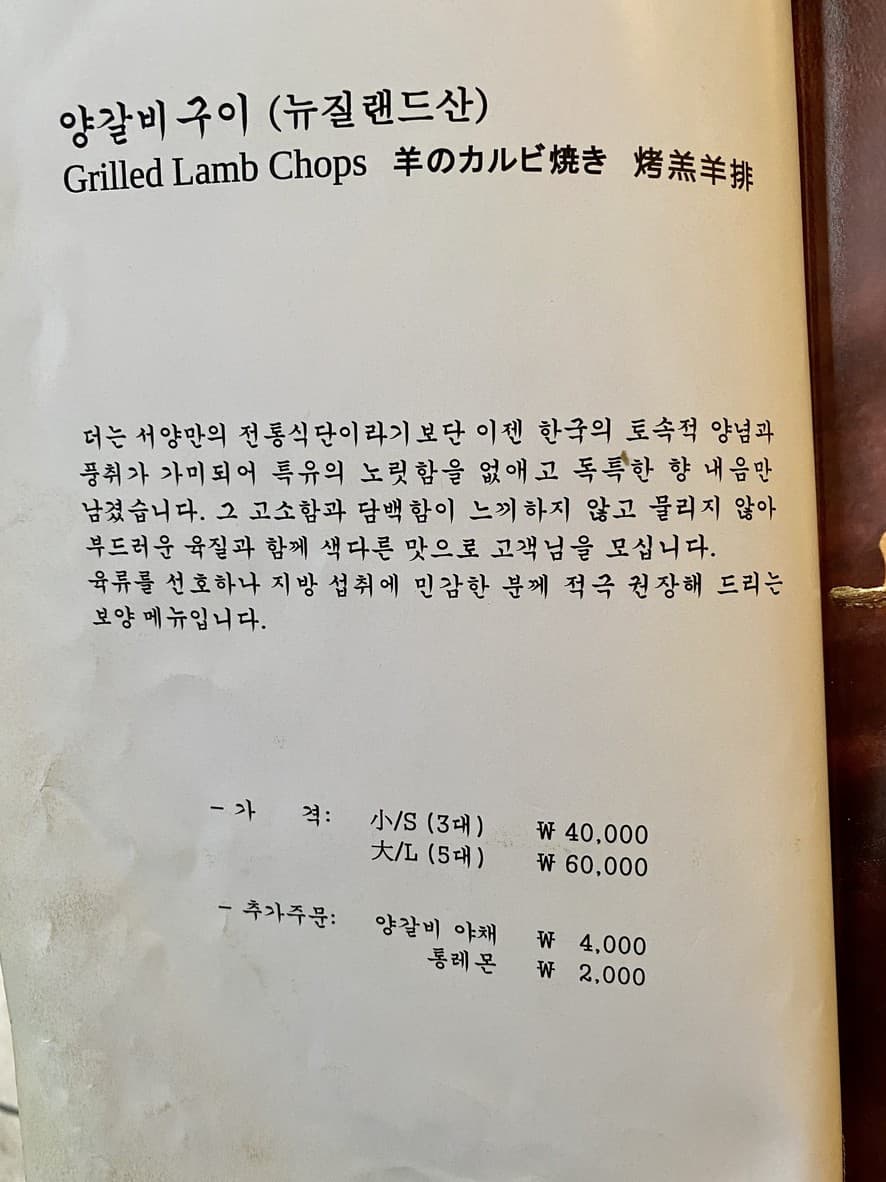 양갈비구이 (뉴질랜드산)
Grilled Lamb Chops 羊のカルビ焼き 烤羔羊排
더는 서양만의 전통식단이라기보단 이젠 한국의 토속적 양념과
풍취가 가미되어 특유의 노릿함을 없애고 독특한 향 내음만
남겼습니다. 그 고소함과 담백함이 느끼하지 않고 물리지 않아
부드러운 육질과 함께 색다른 맛으로 고객님을 모십니다.
육류를 선호하나 지방 섭취에 민감한 분께 적극 권장해 드리는
보양 메뉴입니다.
- 가 격: 小/S (3대) ₩ 40,000
大/L (5대) ₩ 60,000
- 추가주문: 양갈비 야채 ₩ 4,000
통레몬 ₩ 2,000